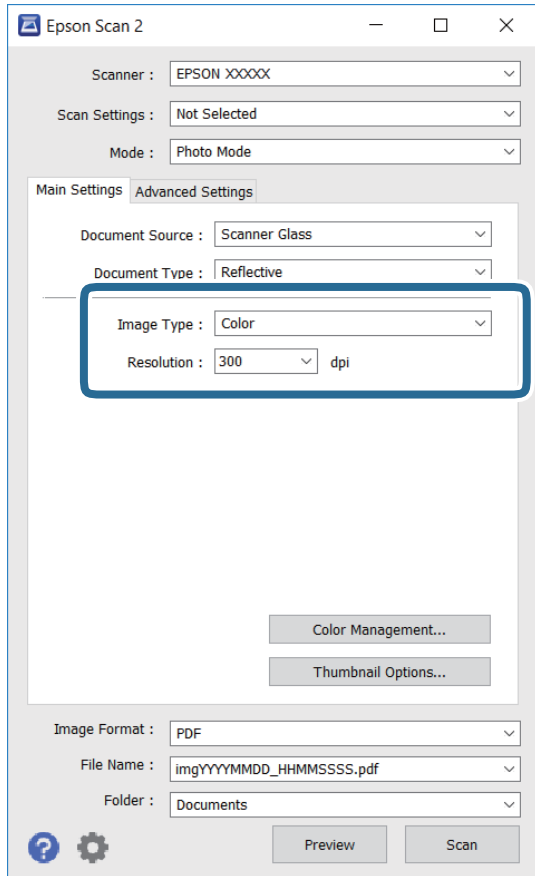 Epson Scan 2
Scanner : EPSON XXXXX
Scan Settings : Not Selected
Mode : Photo Mode
Main Settings Advanced Settings
Document Source : Scanner Glass
Document Type : Reflective
Image Type : Color
Resolution : 300 dpi
Color Management...
Thumbnail Options...
Image Format : PDF
File Name : imgYYYYMMDD_HHMMSSSS.pdf
Folder : Documents
? Preview Scan